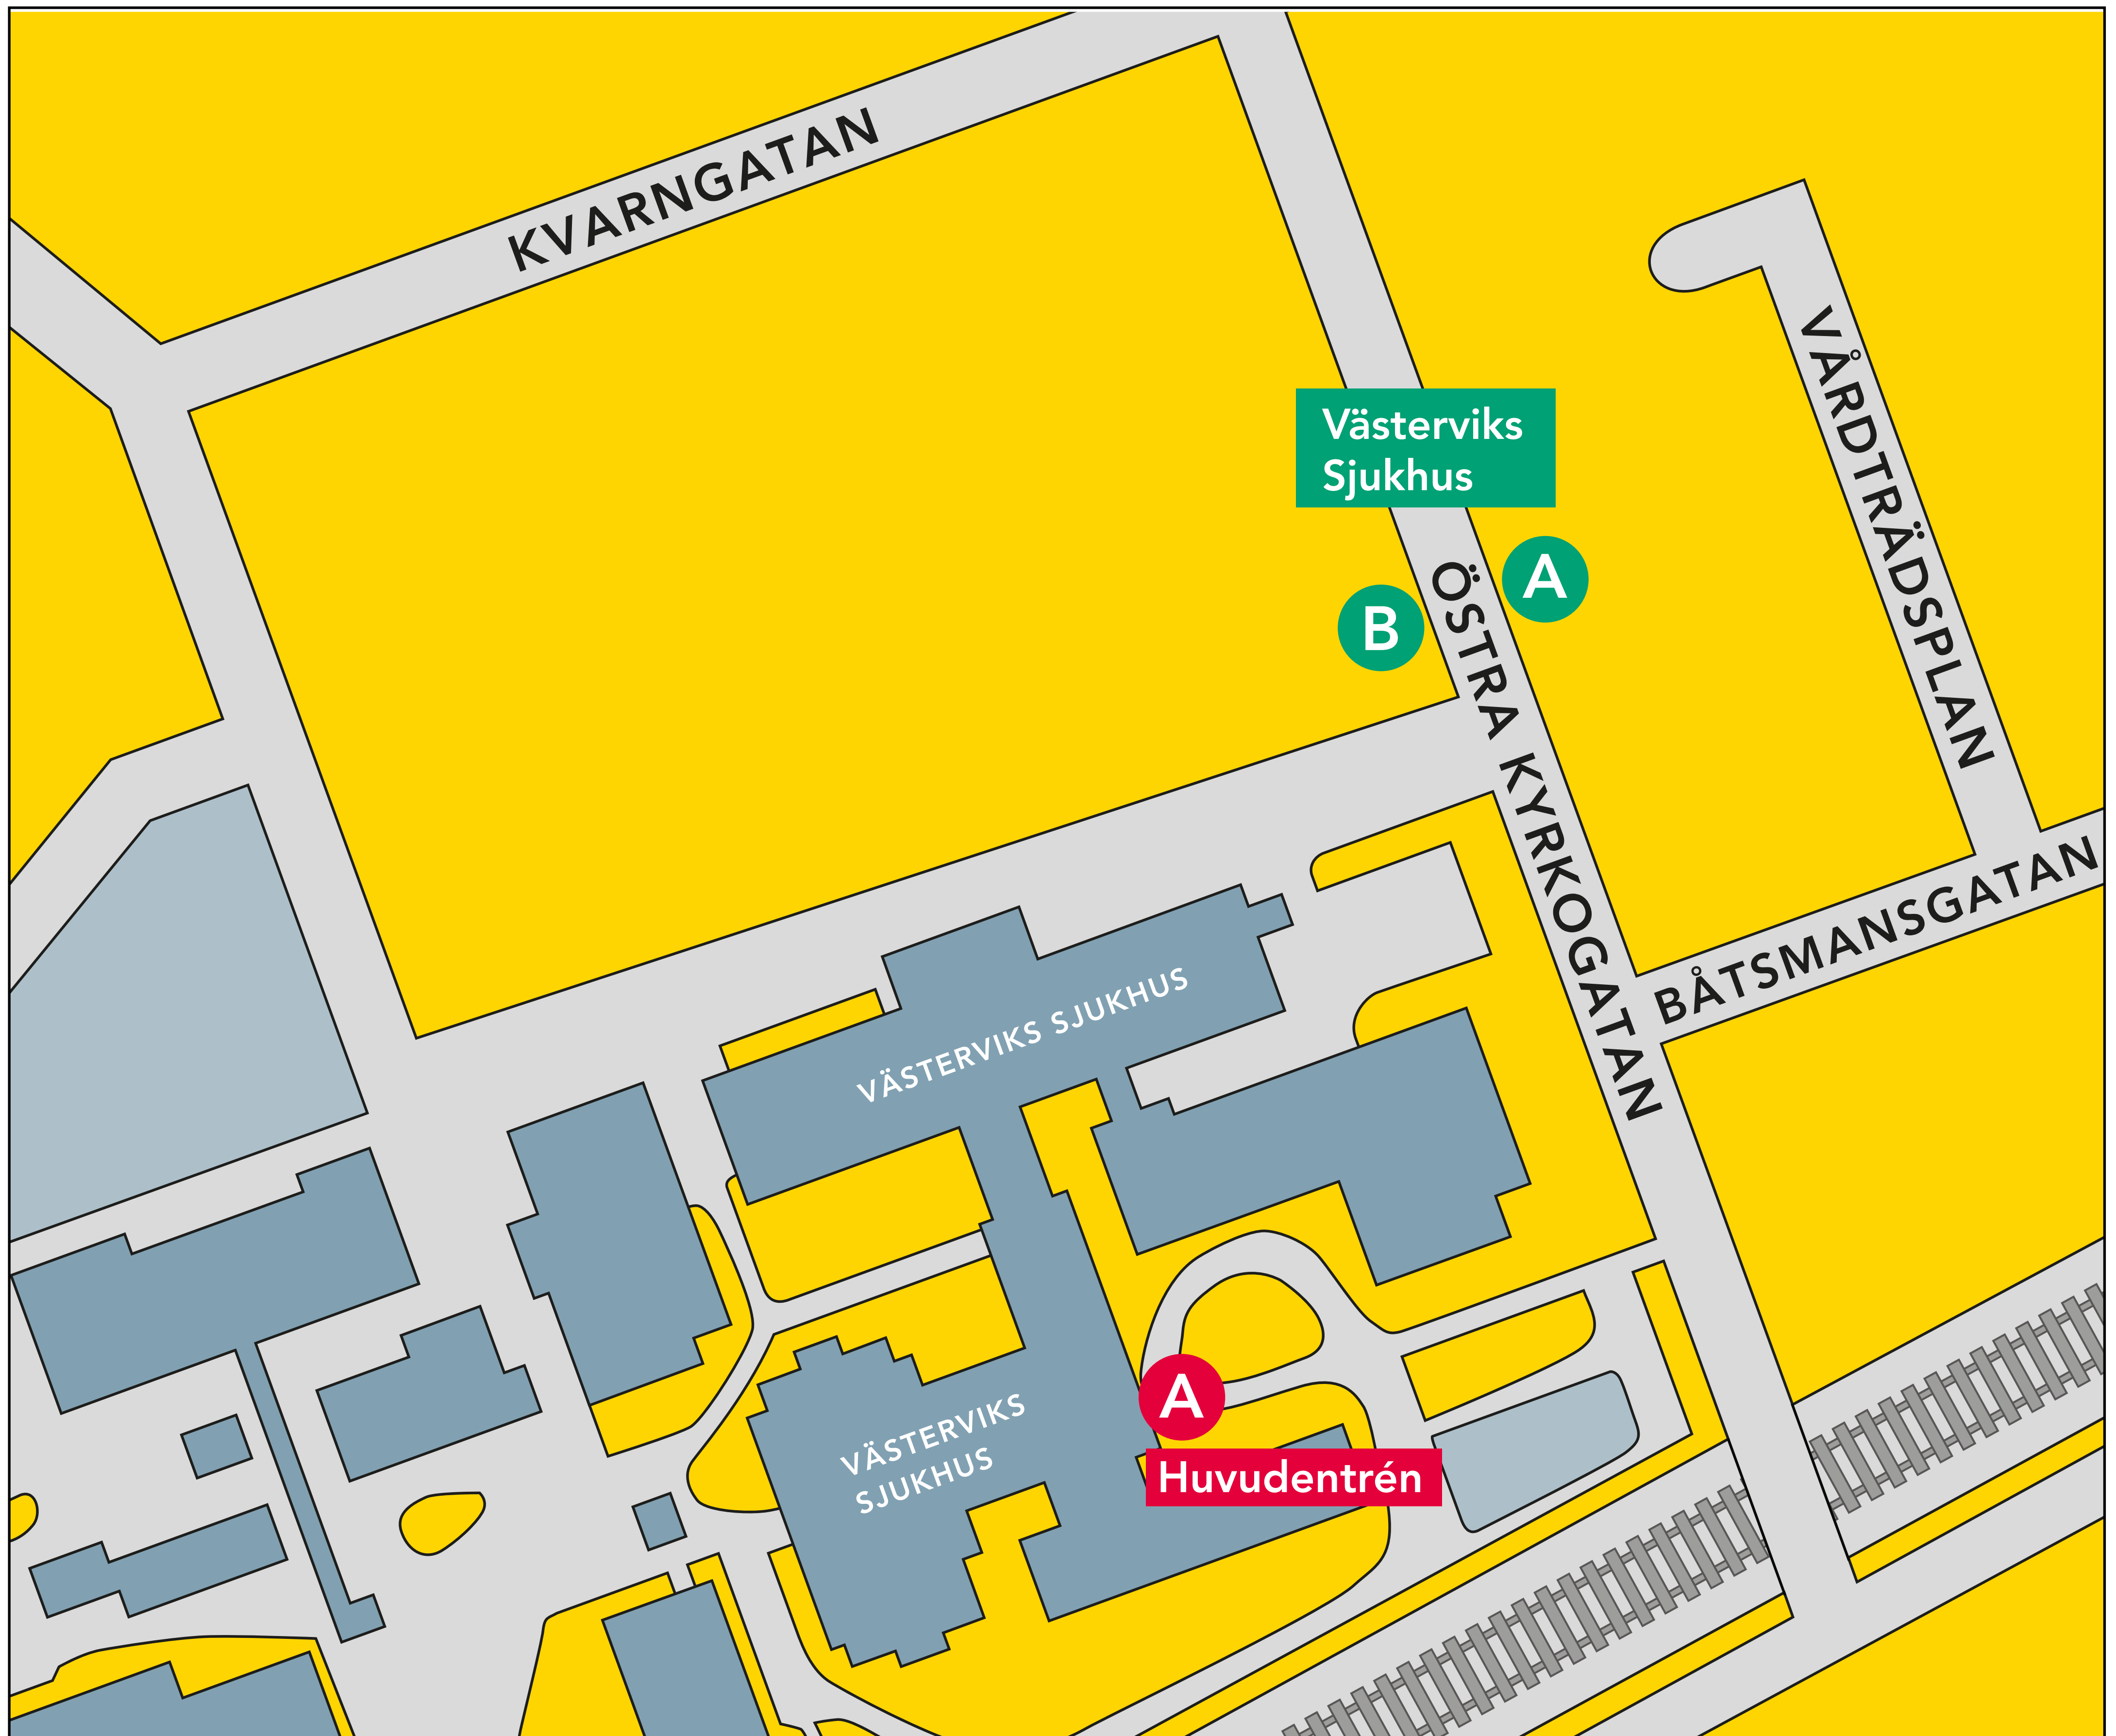 KVARNGATAN
VÅRDTRÄDSPLAN
Västerviks
Sjukhus
A
B
ÖSTRA KYRKOGATAN
BÅTSMANSGATAN
VÄSTERVIKS SJUKHUS
VÄSTERVIKS
SJUKHUS
A
Huvudentrén